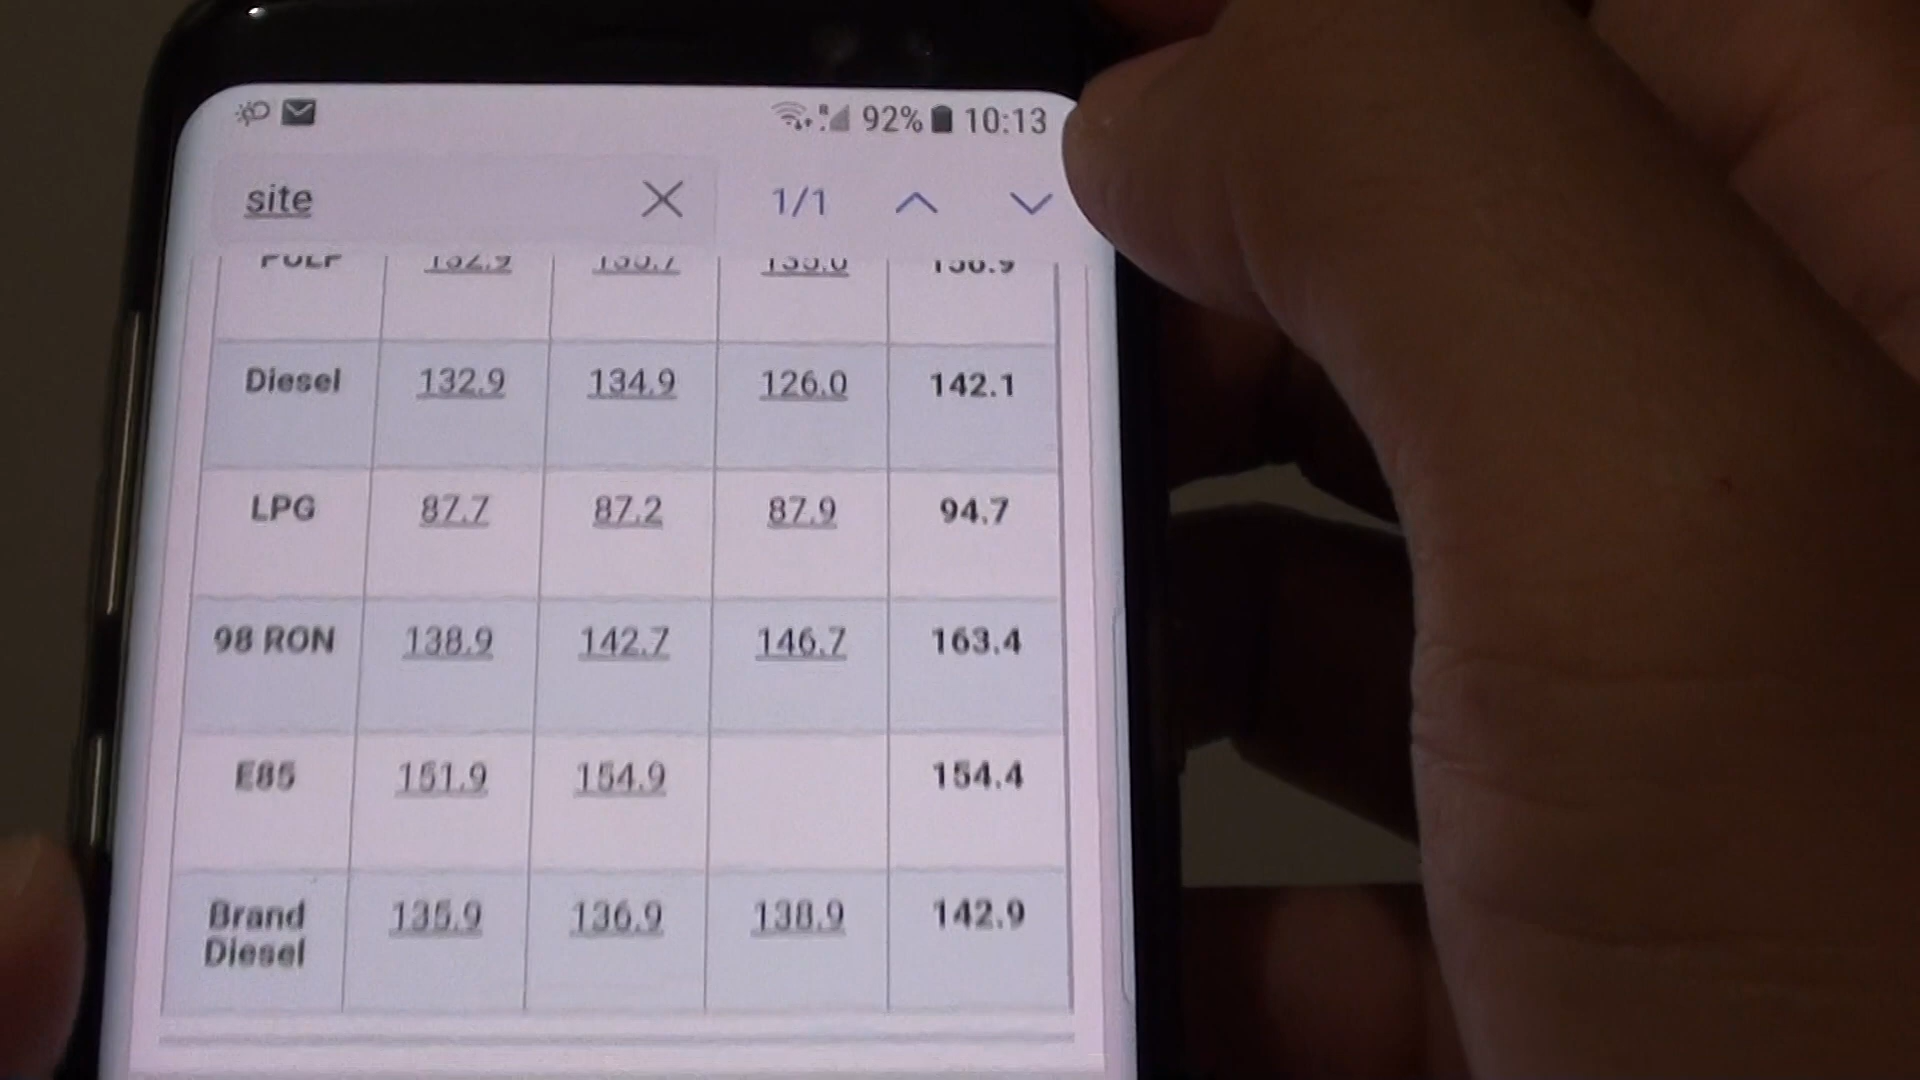 92% 10:13
site 1/1
Diesel 132.9 134.9 126.0 142.1
LPG 87.7 87.2 87.9 94.7
98 RON 138.9 142.7 146.7 163.4
E85 151.9 154.9 154.4
Brand 135.9 136.9 138.9 142.9
Diesel